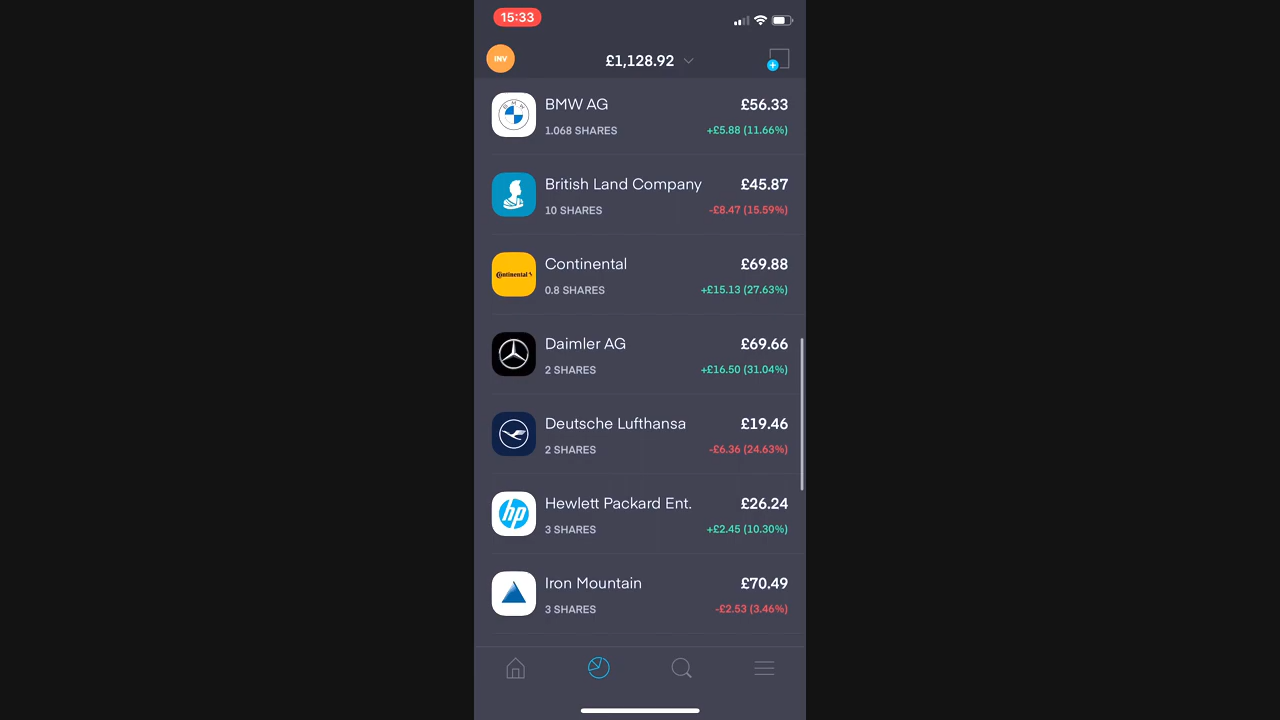 15:33
INV
£1,128.92
BMW AG
£56.33
1.068 SHARES
+£5.88 (11.66%)
British Land Company
£45.87
10 SHARES
-£8.47 (15.59%)
Continental
£69.88
Continental
0.8 SHARES
+£15.13 (27.63%)
Daimler AG
£69.66
2 SHARES
+£16.50 (31.04%)
Deutsche Lufthansa
£19.46
2 SHARES
-£6.36 (24.63%)
Hewlett Packard Ent.
£26.24
hp
3 SHARES
+£2.45 (10.30%)
Iron Mountain
£70.49
3 SHARES
-£2.53 (3.46%)